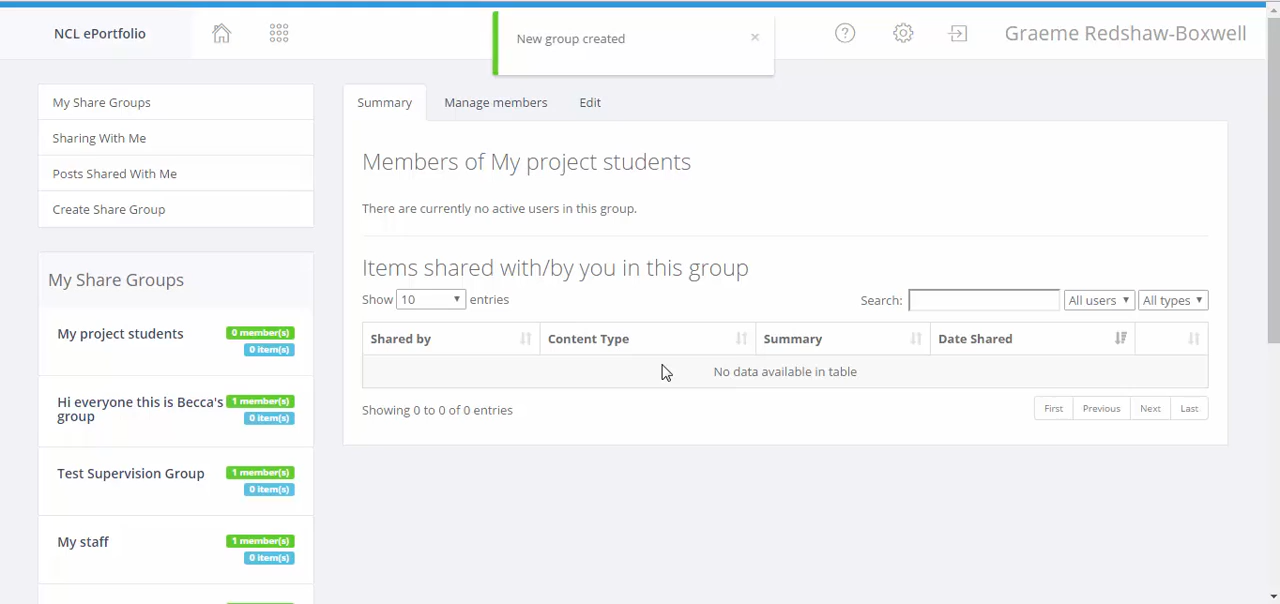 NCL ePortfolio
New group created ×
? Graeme Redshaw-Boxwell
My Share Groups
Sharing With Me
Posts Shared With Me
Create Share Group
My Share Groups
My project students 0 member(s)
0 item(s)
Hi everyone this is Becca's 1 member(s)
group 0 item(s)
Test Supervision Group 1 member(s)
0 item(s)
My staff 1 member(s)
0 item(s)
Summary Manage members Edit
Members of My project students
There are currently no active users in this group.
Items shared with/by you in this group
Show 10 entries Search: All users All types
Shared by Content Type Summary Date Shared
No data available in table
Showing 0 to 0 of 0 entries First Previous Next Last